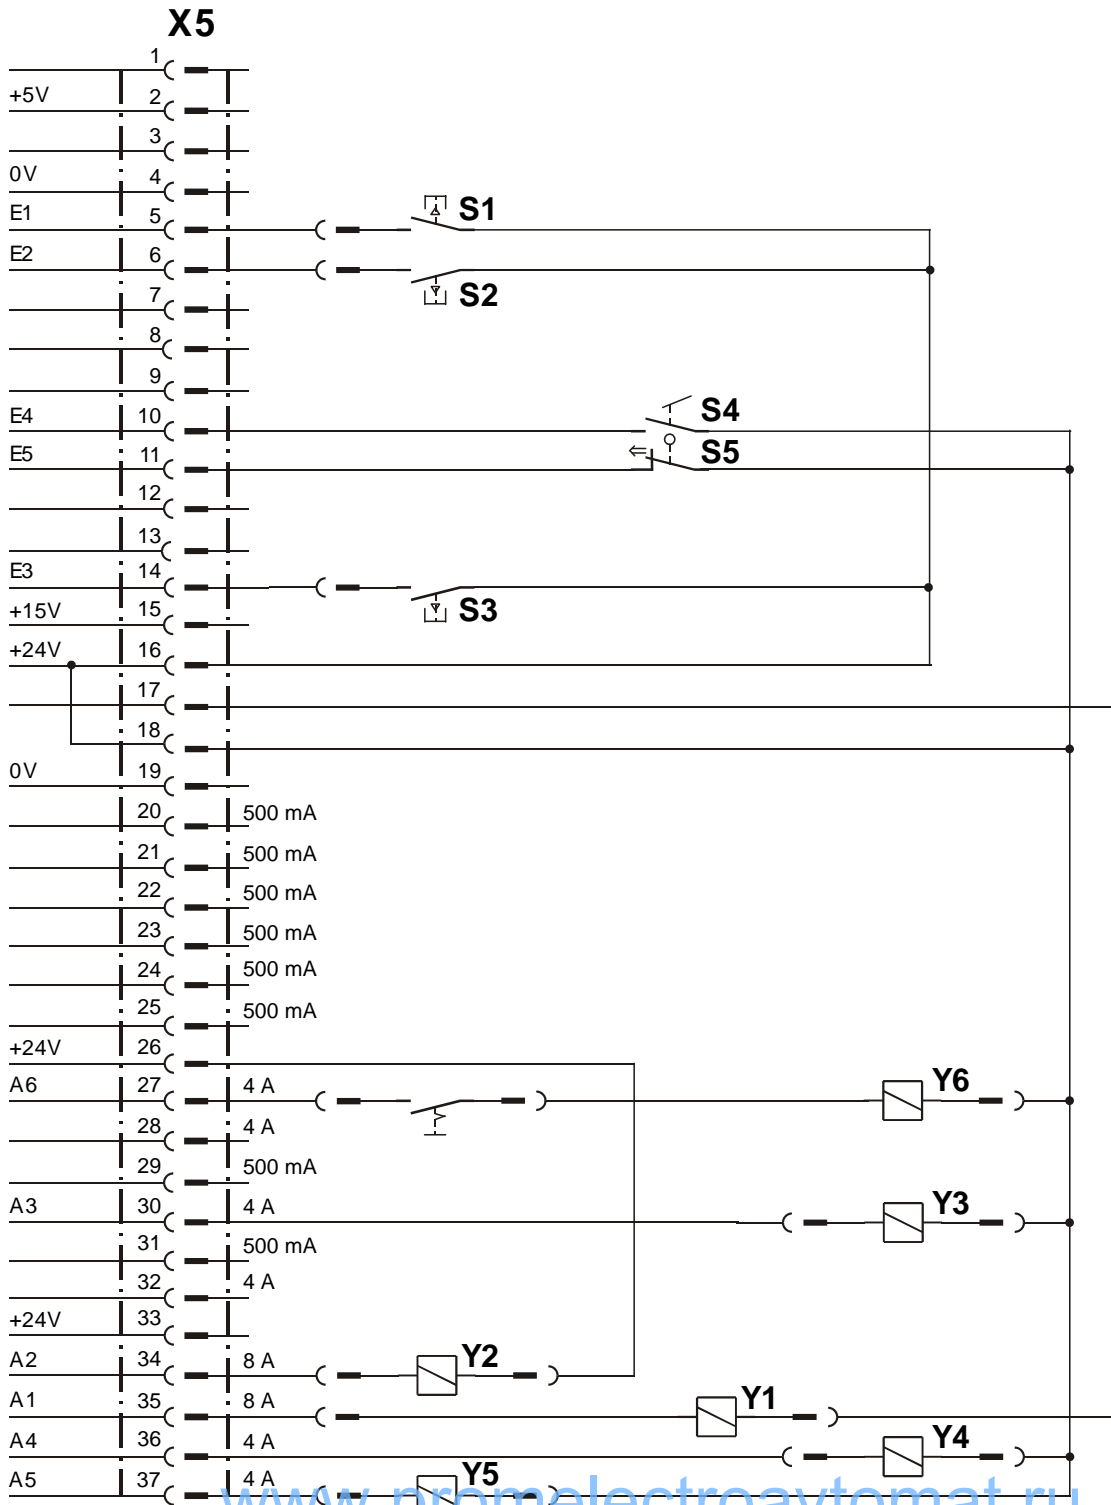 X5
1
+5V 2
3
0V 4
E1 5 S1
E2 6
S2
7
8
9
E4 10 S4
E5 11 S5
12
13
E3 14
+15V 15 S3
+24V 16
17
18
0V 19
20 500 mA
21 500 mA
22 500 mA
23 500 mA
24 500 mA
25 500 mA
+24V 26
A6 27 4 A Y6
28 4 A
29 500 mA
A3 30 4 A Y3
31 500 mA
32 4 A
+24V 33
A2 34 8 A Y2
A1 35 8 A Y1
A4 36 4 A Y4
A5 37 4 A Y5
www.promelectroavtomat.ru